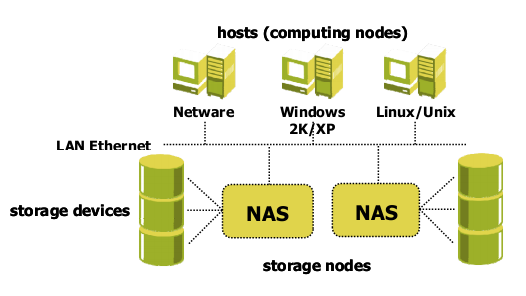 hosts (computing nodes)
Netware
Windows
2K/XP
Linux/Unix
LAN Ethernet
storage devices
NAS
NAS
storage nodes